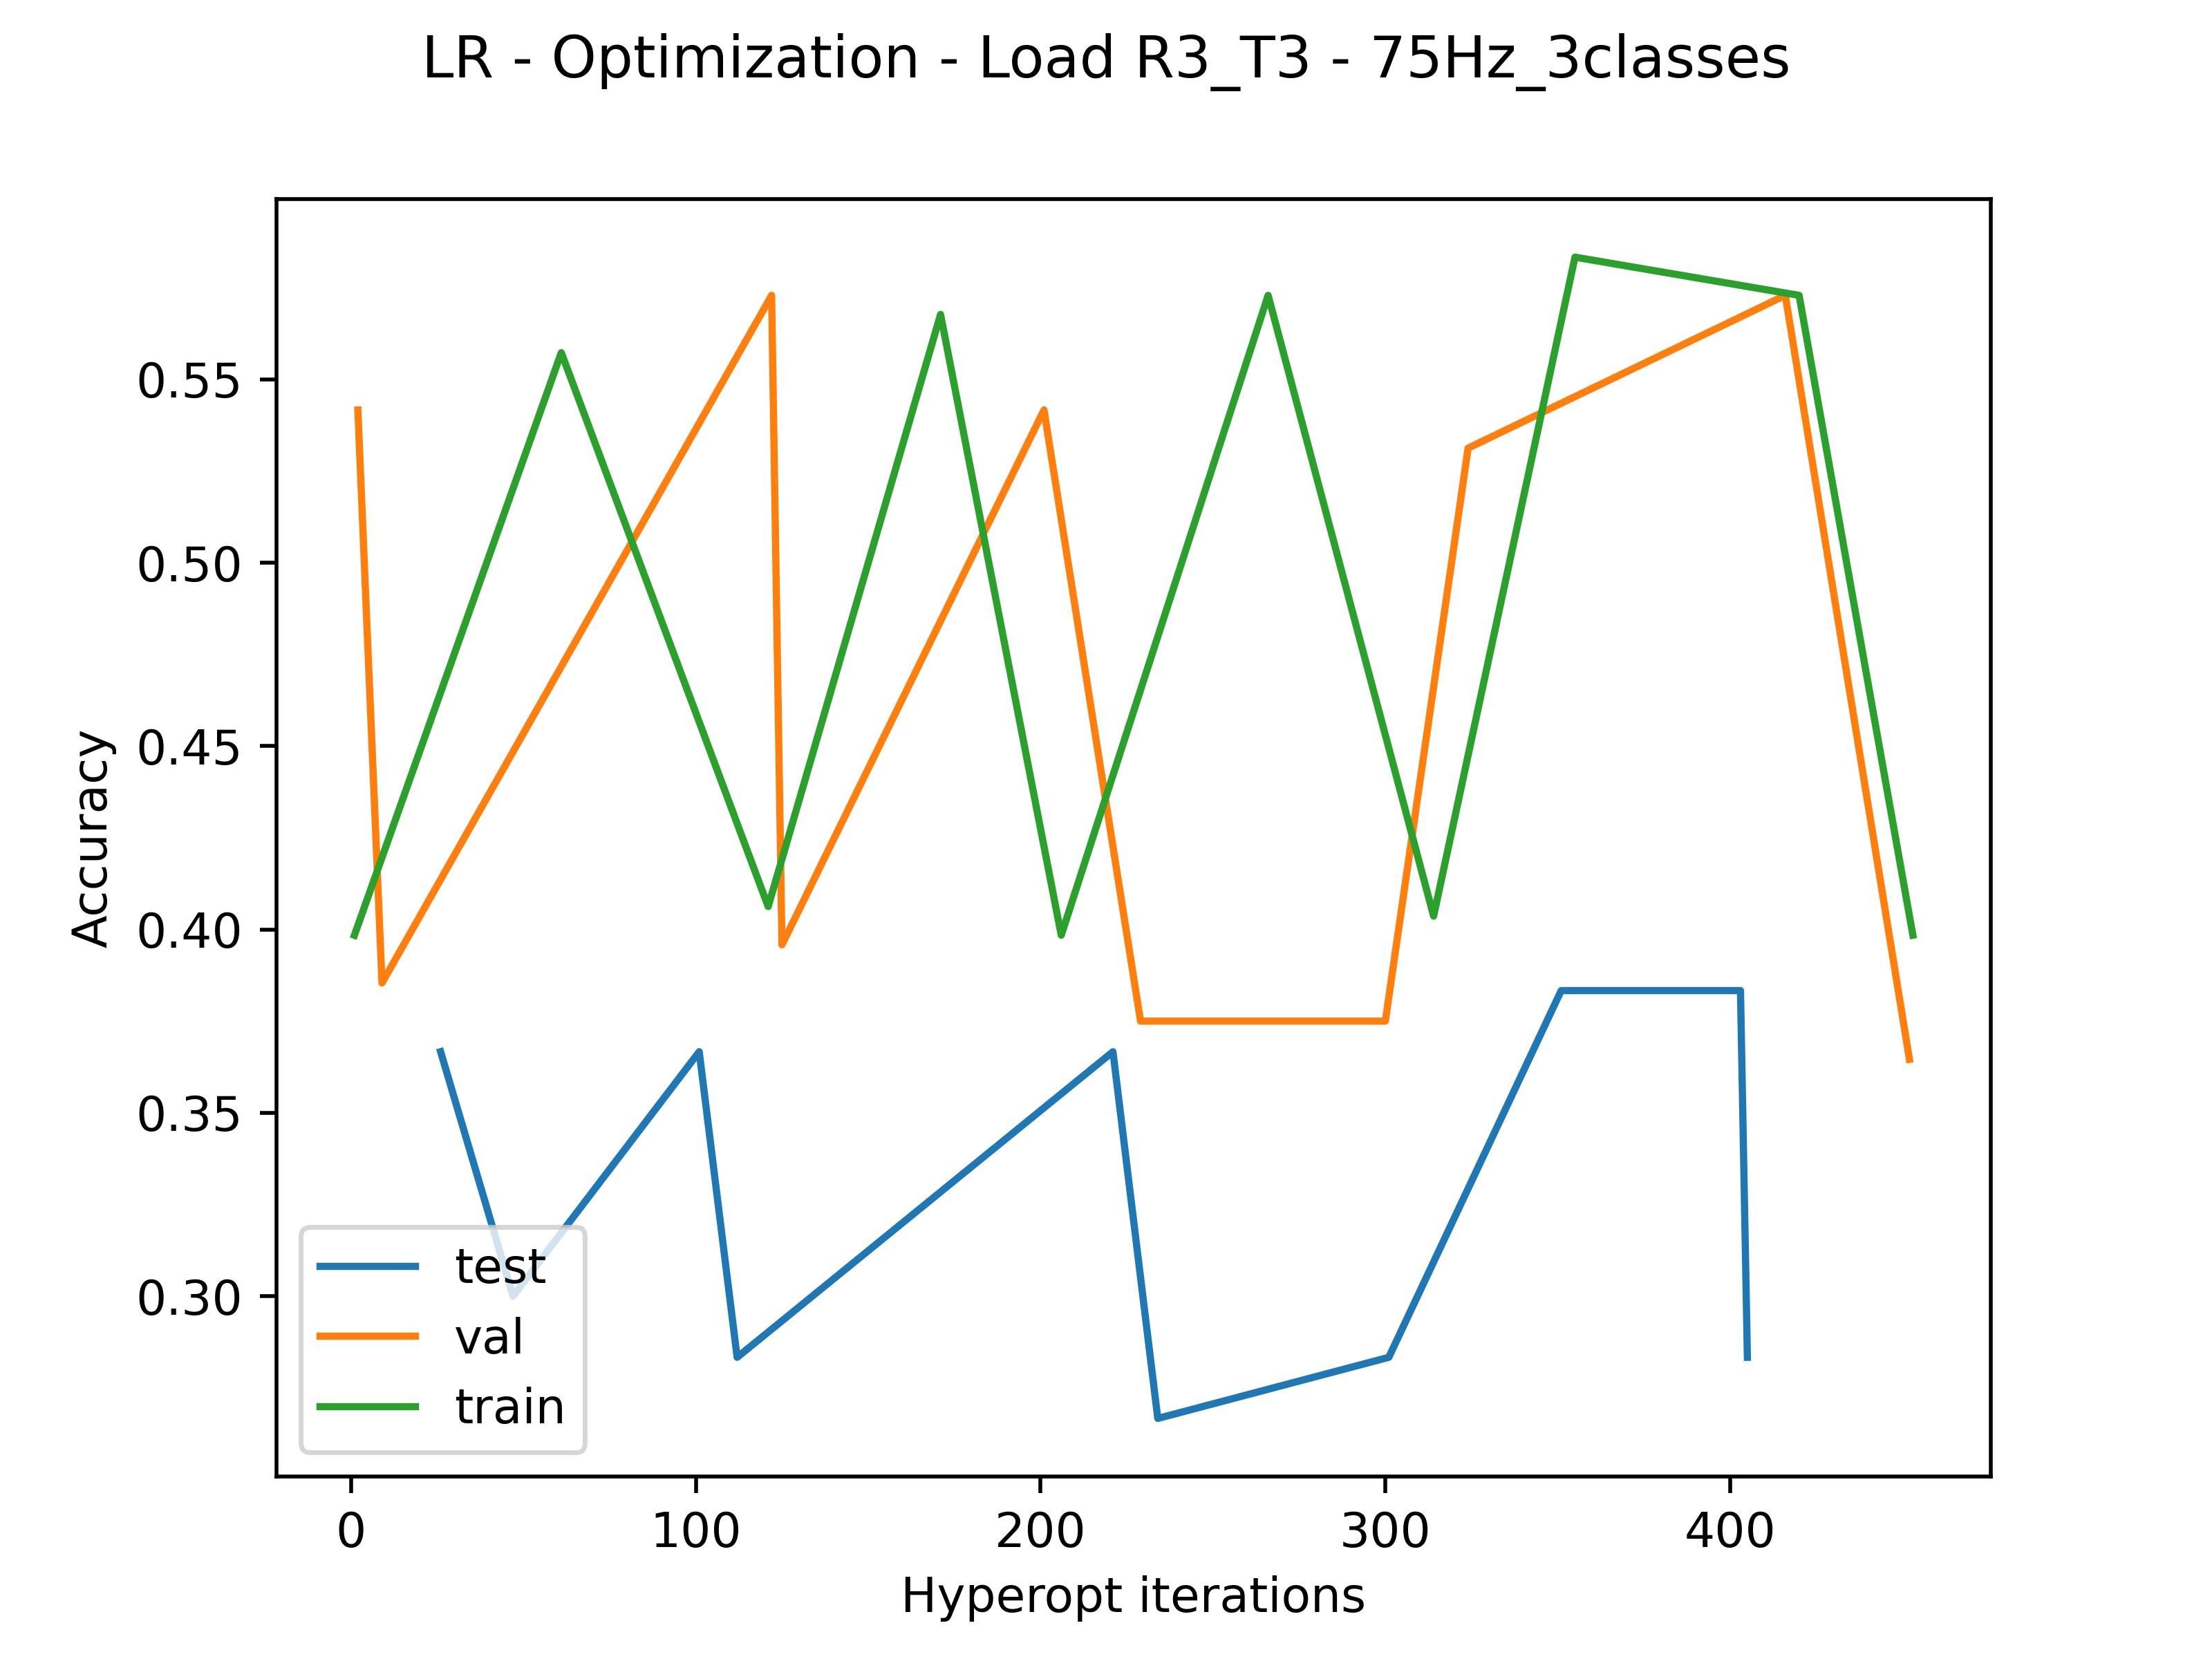 LR - Optimization - Load R3_T3 - 75Hz_3classes
0.55
0.50
0.45
0.40
0.35
0.30
Accuracy
test
val
train
0 100 200 300 400
Hyperopt iterations